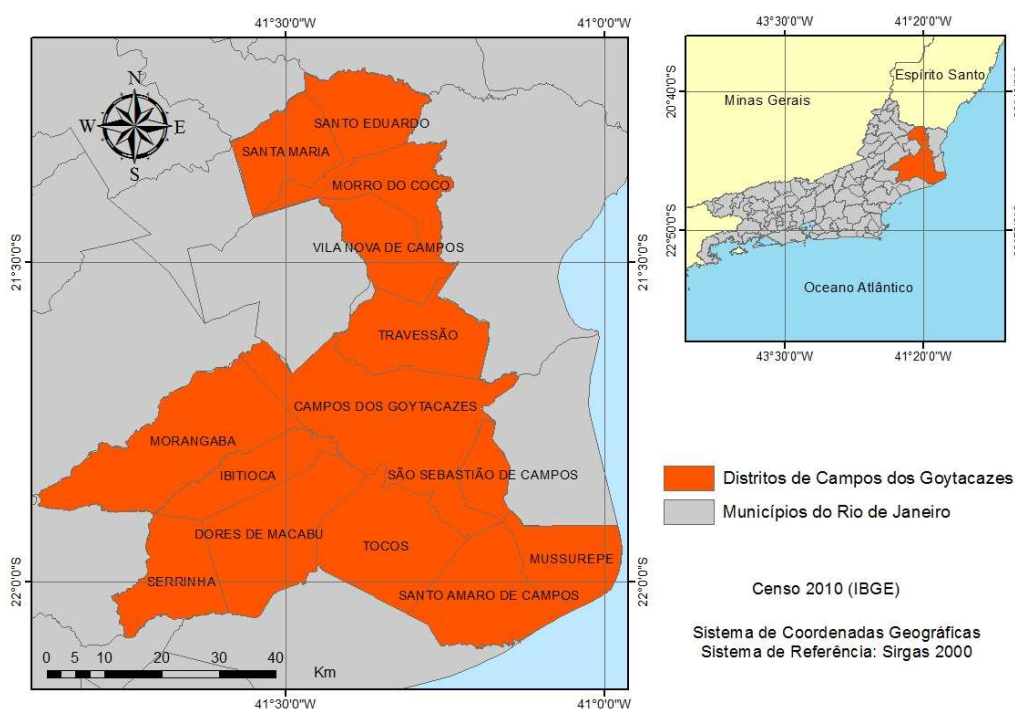 41°30'0"W
41°0'0"W
N
W
E
S
SANTO EDUARDO
SANTA MARIA
MORRO DO COCO
VILA NOVA DE CAMPOS
21°30'0"S
21°30'0"S
TRAVESSÃO
CAMPOS DOS GOYTACAZES
MORANGABA
IBITIOCA
SÃO SEBASTIÃO DE CAMPOS
DORES DE MACABU
TOCOS
MUSSUREPE
SERRINHA
SANTO AMARO DE CAMPOS
22°0'0"S
22°0'0"S
0 5 10 20 30 40
Km
41°30'0"W
41°0'0"W
43°30'0"W
41°20'0"W
Espírito Santo
20°40'0"S
Minas Gerais
22°50'0"S
Oceano Atlântico
43°30'0"W
41°20'0"W
Distritos de Campos dos Goytacazes
Municípios do Rio de Janeiro
Censo 2010 (IBGE)
Sistema de Coordenadas Geográficas
Sistema de Referência: Sirgas 2000